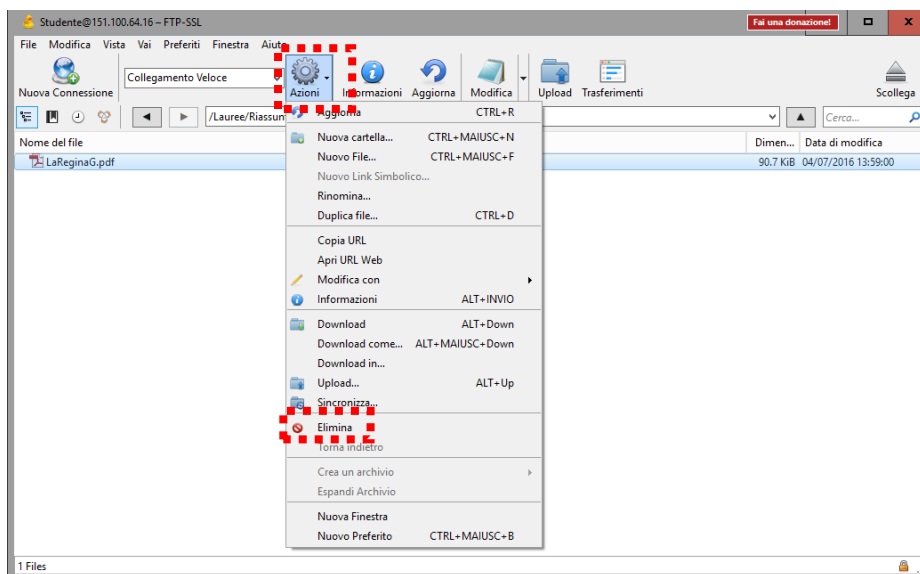 Studente@151.100.64.16 – FTP-SSL
Fai una donazione!
File Modifica Vista Vai Preferiti Finestra Aiuto
Collegamento Veloce
Nuova Connessione Azioni Informazioni Aggiorna Modifica Upload Trasferimenti Scollega
/Lauree/Riassun
Cerca...
Nome del file Dimen... Data di modifica
LaReginaG.pdf 90.7 KiB 04/07/2016 13:59:00
Aggiorna CTRL+R
Nuova cartella... CTRL+MAIUSC+N
Nuovo File... CTRL+MAIUSC+F
Nuovo Link Simbolico...
Rinomina...
Duplica file... CTRL+D
Copia URL
Apri URL Web
Modifica con
Informazioni ALT+INVIO
Download ALT+Down
Download come... ALT+MAIUSC+Down
Download in...
Upload... ALT+Up
Sincronizza...
Elimina
Torna indietro
Crea un archivio
Espandi Archivio
Nuova Finestra
Nuovo Preferito CTRL+MAIUSC+B
1 Files